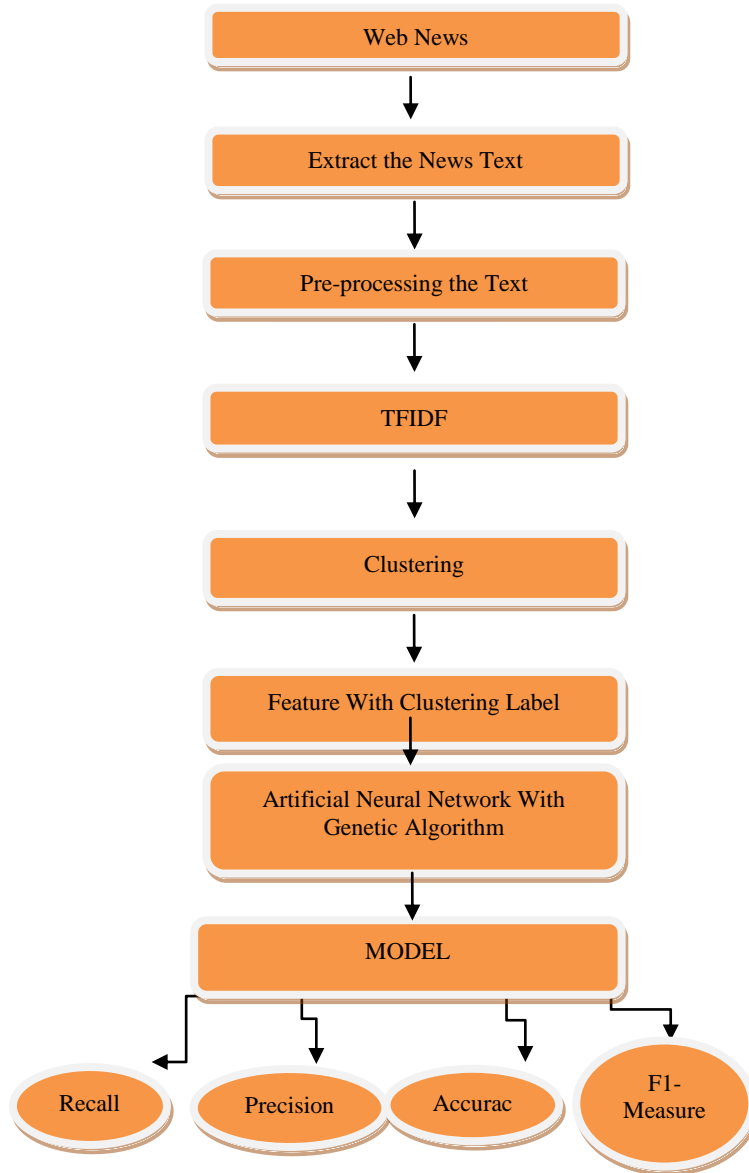 Web News
Extract the News Text
Pre-processing the Text
TFIDF
Clustering
Feature With Clustering Label
Artificial Neural Network With
Genetic Algorithm
MODEL
Recall
Precision
Accurac
F1-
Measure